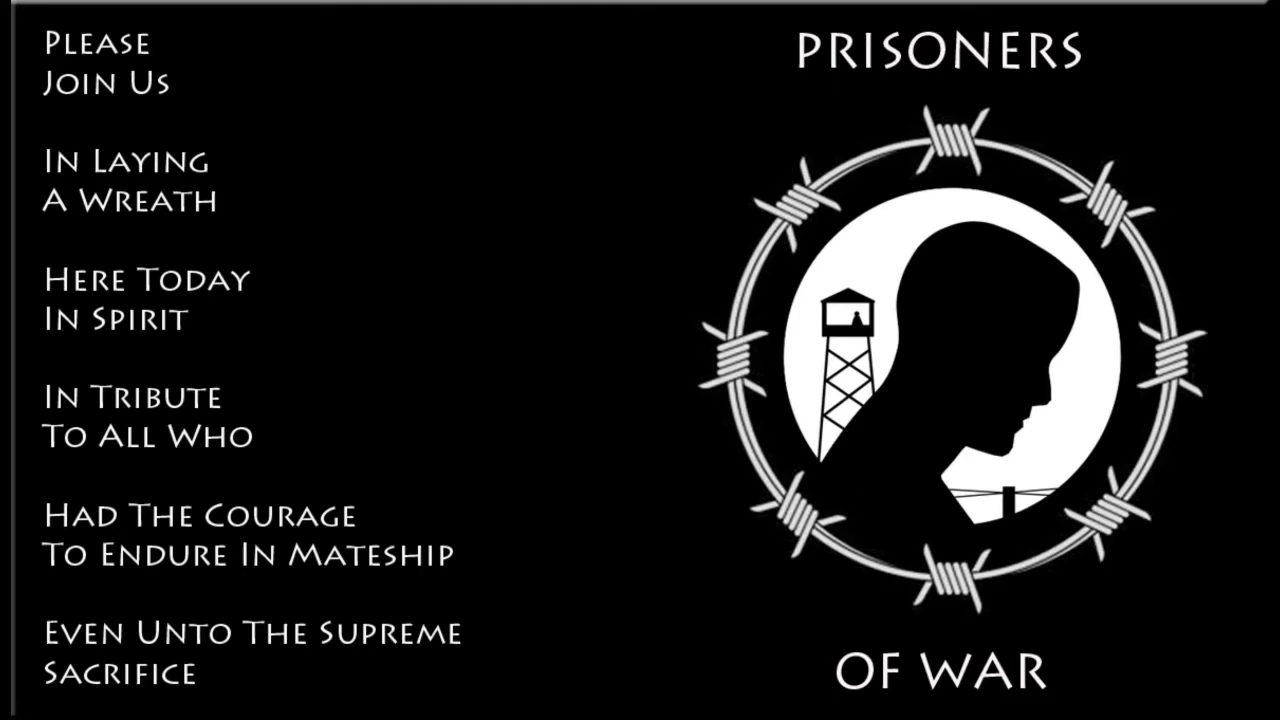 Please
Join Us
In Laying
A Wreath
Here Today
In Spirit
In Tribute
To All Who
Had The Courage
To Endure In Mateship
Even Unto The Supreme
Sacrifice
PRISONERS
OF WAR